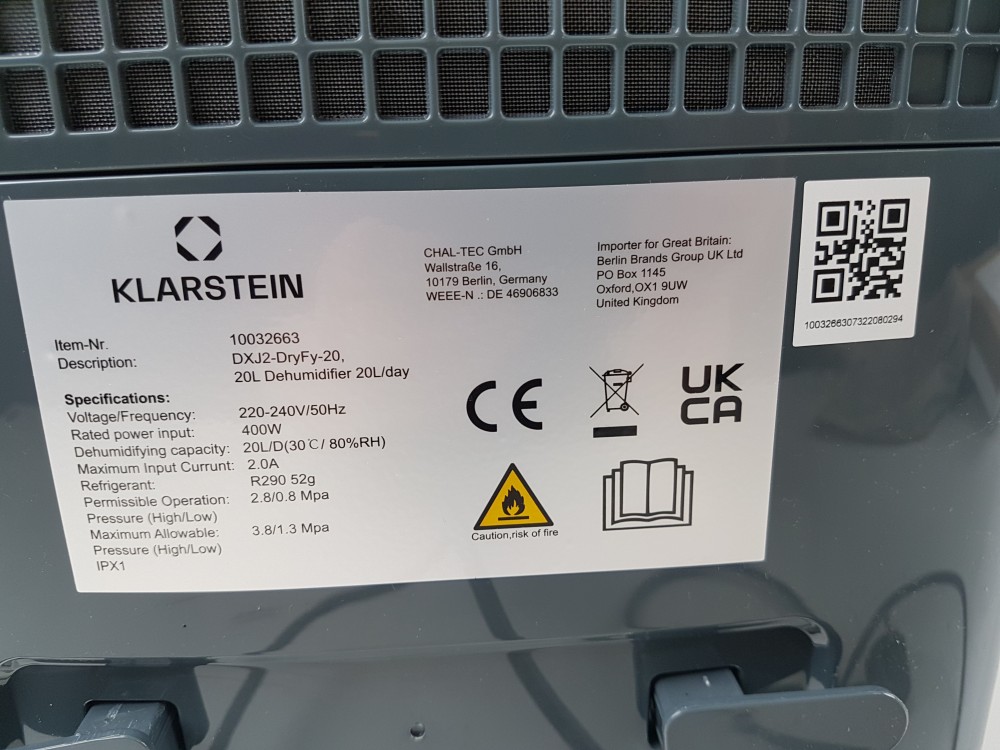 KLARSTEIN
CHAL-TEC GmbH
Wallstraße 16,
10179 Berlin, Germany
WEEE-N .: DE 46906833
Importer for Great Britain:
Berlin Brands Group UK Ltd
PO Box 1145
Oxford,OX1 9UW
United Kingdom
1003266307322080294
Item-Nr. 10032663
Description: DXJ2-DryFy-20,
20L Dehumidifier 20L/day
Specifications:
Voltage/Frequency: 220-240V/50Hz
Rated power input: 400W
Dehumidifying capacity: 20L/D(30℃/ 80%RH)
Maximum Input Currunt: 2.0A
Refrigerant: R290 52g
Permissible Operation: 2.8/0.8 Mpa
Pressure (High/Low)
Maximum Allowable: 3.8/1.3 Mpa
Pressure (High/Low)
IPX1
CE
UK
CA
Caution,risk of fire